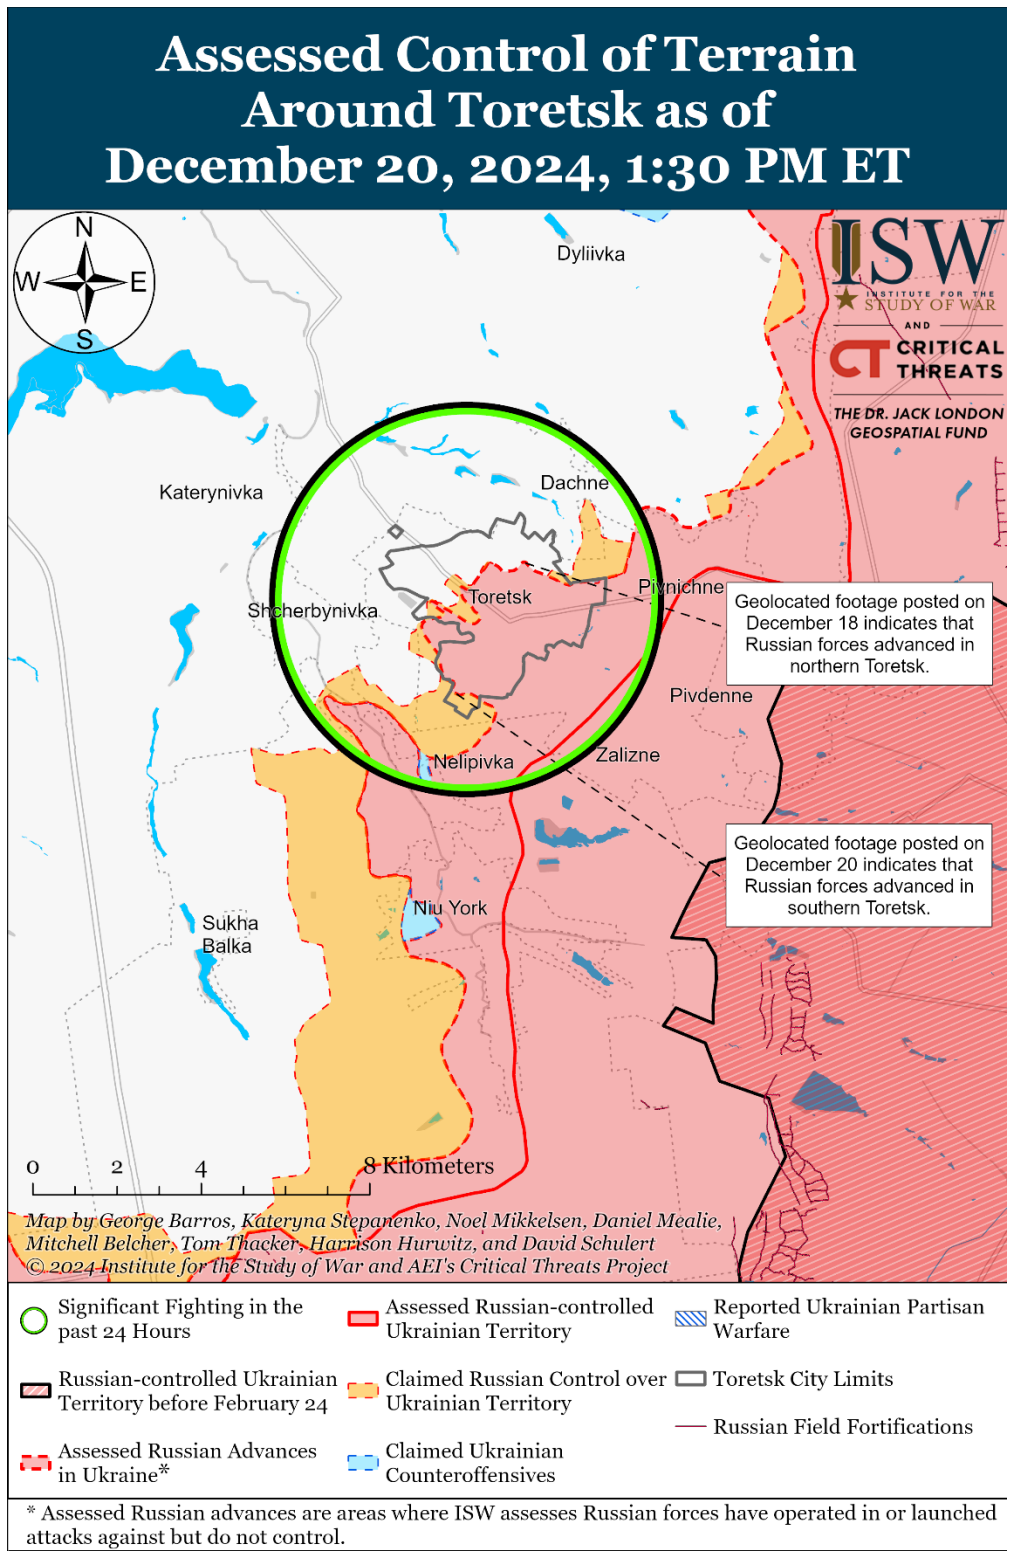 Assessed Control of Terrain
Around Toretsk as of
December 20, 2024, 1:30 PM ET
N
W
E
S
ISW
INSTITUTE FOR THE
STUDY OF WAR
AND
CT CRITICAL
THREATS
THE DR. JACK LONDON
GEOSPATIAL FUND
Dyliivka
Katerynivka
Dachne
Shcherbynivka
Toretsk
Pivnichne
Geolocated footage posted on
December 18 indicates that
Russian forces advanced in
northern Toretsk.
Pivdenne
Nelipivka
Zalizne
Geolocated footage posted on
December 20 indicates that
Russian forces advanced in
southern Toretsk.
Niu York
Sukha
Balka
0 2 4 8 Kilometers
Map by George Barros, Kateryna Stepanenko, Noel Mikkelsen, Daniel Mealie,
Mitchell Belcher, Tom Thacker, Harrison Hurwitz, and David Schulert
© 2024 Institute for the Study of War and AEI's Critical Threats Project
Significant Fighting in the
past 24 Hours
Russian-controlled Ukrainian
Territory before February 24
Assessed Russian Advances
in Ukraine*
Assessed Russian-controlled
Ukrainian Territory
Claimed Russian Control over
Ukrainian Territory
Claimed Ukrainian
Counteroffensives
Reported Ukrainian Partisan
Warfare
Toretsk City Limits
Russian Field Fortifications
* Assessed Russian advances are areas where ISW assesses Russian forces have operated in or launched
attacks against but do not control.